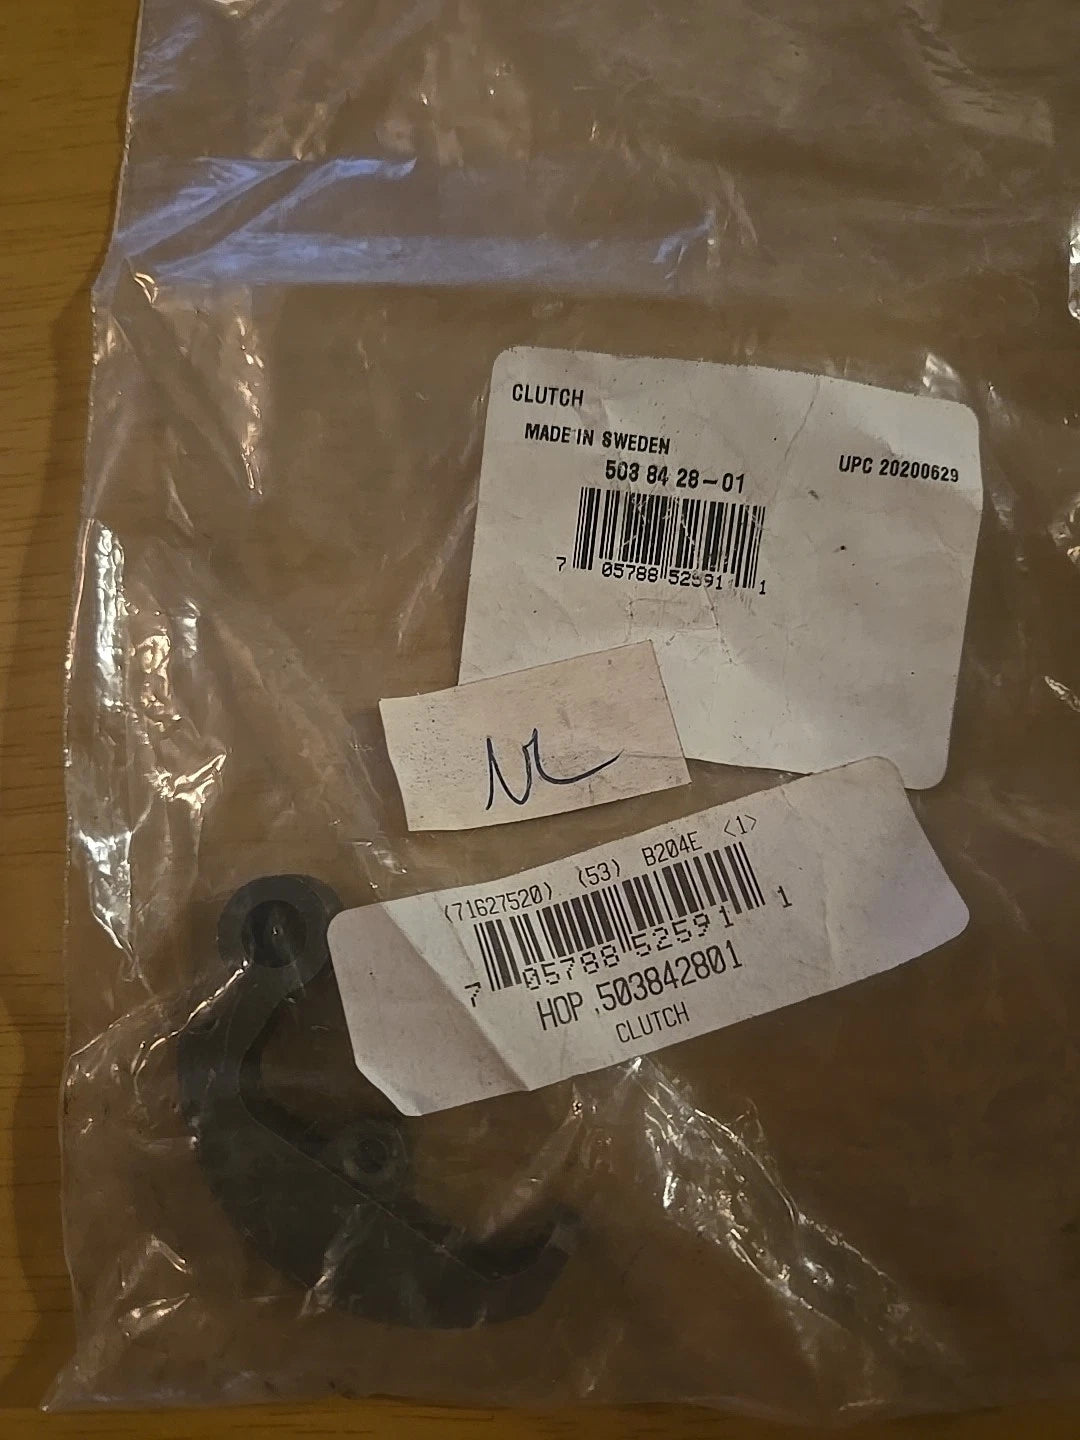 CLUTCH
MADE IN SWEDEN
503 84 28-01
UPC 20200629
7 05788 52591 1
(71627520) (53) B204E <1>
7 05788 52591 1
HOP 503842801
CLUTCH